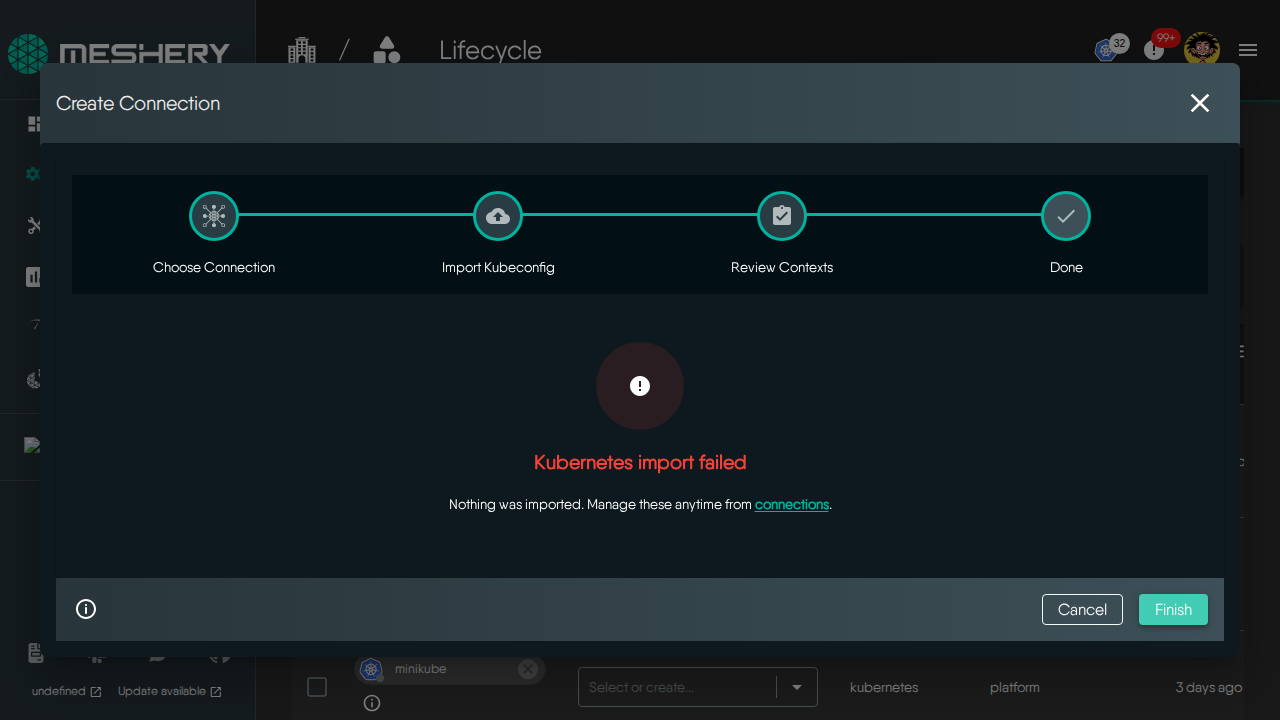 MESHERY
/
Lifecycle
32
99+
Create Connection
Choose Connection
Import Kubeconfig
Review Contexts
Done
Kubernetes import failed
Nothing was imported. Manage these anytime from connections.
Cancel
Finish
minikube
Select or create...
kubernetes
platform
3 days ago
undefined
Update available